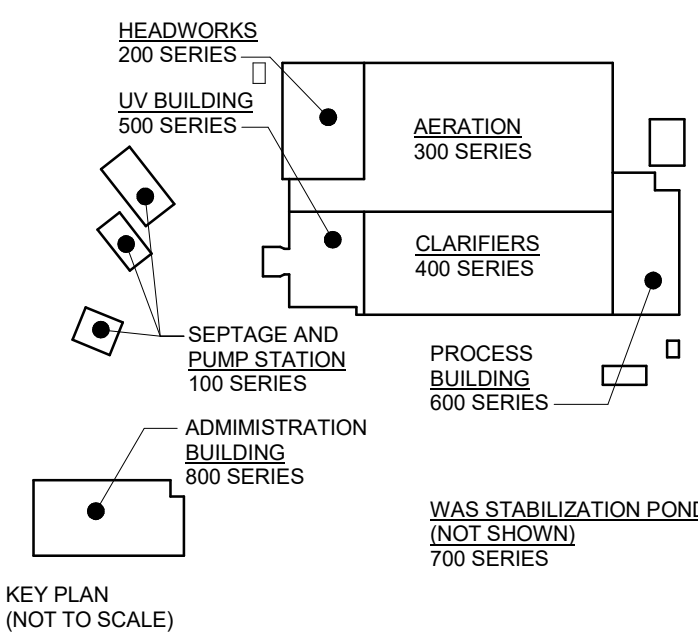 HEADWORKS
200 SERIES
UV BUILDING
500 SERIES
AERATION
300 SERIES
CLARIFIERS
400 SERIES
SEPTAGE AND
PUMP STATION
100 SERIES
PROCESS
BUILDING
600 SERIES
ADMIMISTRATION
BUILDING
800 SERIES
WAS STABILIZATION POND
(NOT SHOWN)
700 SERIES
KEY PLAN
(NOT TO SCALE)